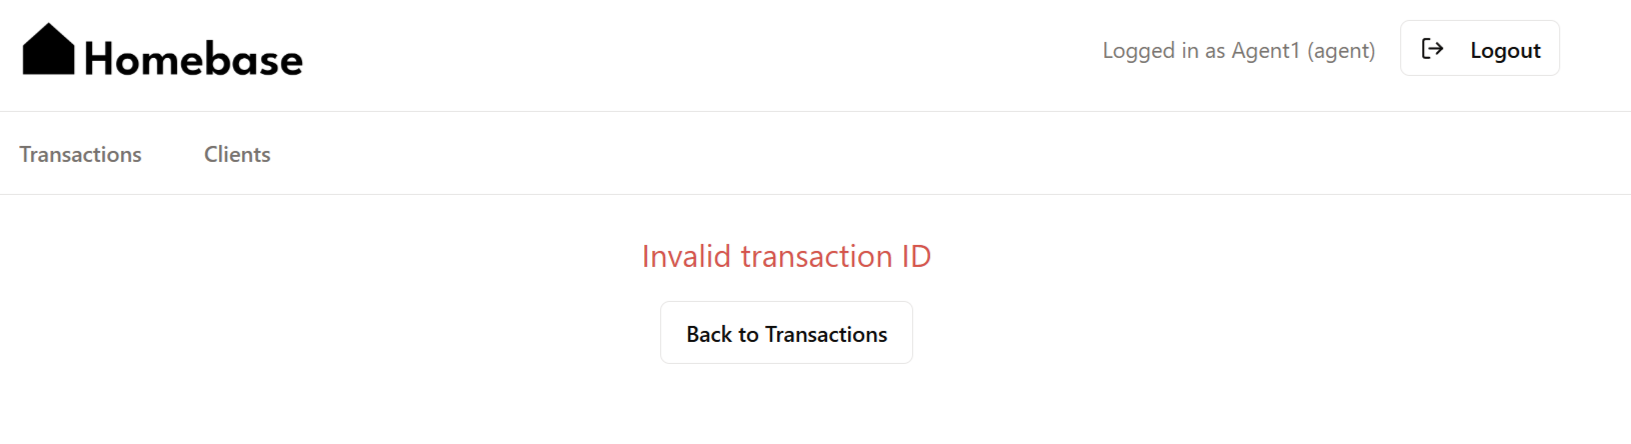 Homebase
Logged in as Agent1 (agent)
Logout
Transactions
Clients
Invalid transaction ID
Back to Transactions